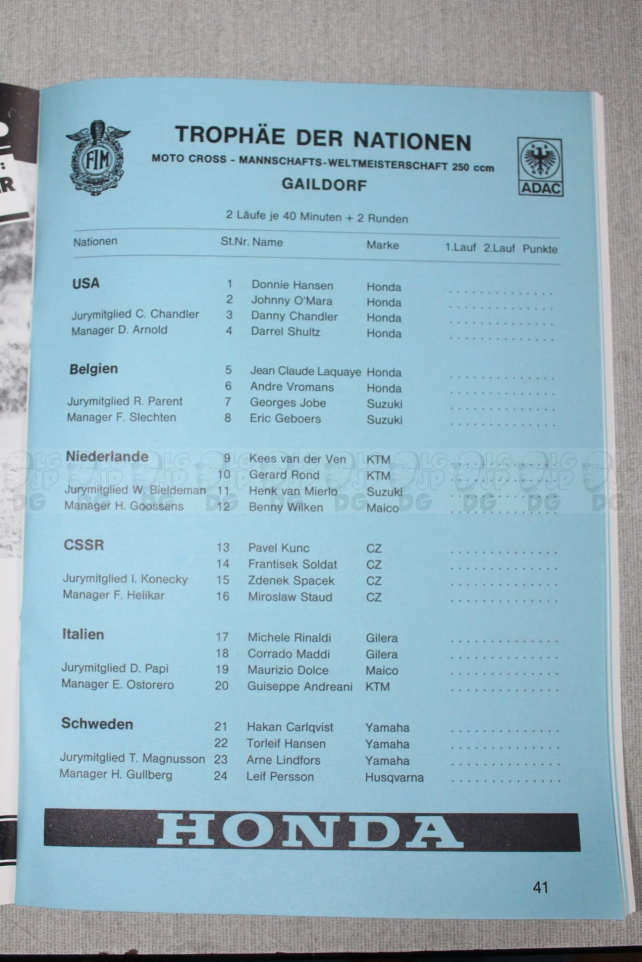 FIM
TROPHÄE DER NATIONEN
MOTO CROSS - MANNSCHAFTS-WELTMEISTERSCHAFT 250 ccm
GAILDORF
ADAC
2 Läufe je 40 Minuten + 2 Runden
Nationen St.Nr. Name Marke 1.Lauf 2.Lauf Punkte
USA 1 Donnie Hansen Honda
2 Johnny O'Mara Honda
Jurymitglied C. Chandler 3 Danny Chandler Honda
Manager D. Arnold 4 Darrel Shultz Honda
Belgien 5 Jean Claude Laquaye Honda
6 Andre Vromans Honda
Jurymitglied R. Parent 7 Georges Jobe Suzuki
Manager F. Slechten 8 Eric Geboers Suzuki
Niederlande 9 Kees van der Ven KTM
10 Gerard Rond KTM
Jurymitglied W. Bieldeman 11 Henk van Mierlo Suzuki
Manager H. Goossens 12 Benny Wilken Maico
CSSR 13 Pavel Kunc CZ
14 Frantisek Soldat CZ
Jurymitglied I. Konecky 15 Zdenek Spacek CZ
Manager F. Helikar 16 Miroslaw Staud CZ
Italien 17 Michele Rinaldi Gilera
18 Corrado Maddi Gilera
Jurymitglied D. Papi 19 Maurizio Dolce Maico
Manager E. Ostorero 20 Guiseppe Andreani KTM
Schweden 21 Hakan Carlqvist Yamaha
22 Torleif Hansen Yamaha
Jurymitglied T. Magnusson 23 Arne Lindfors Yamaha
Manager H. Gullberg 24 Leif Persson Husqvarna
HONDA
41